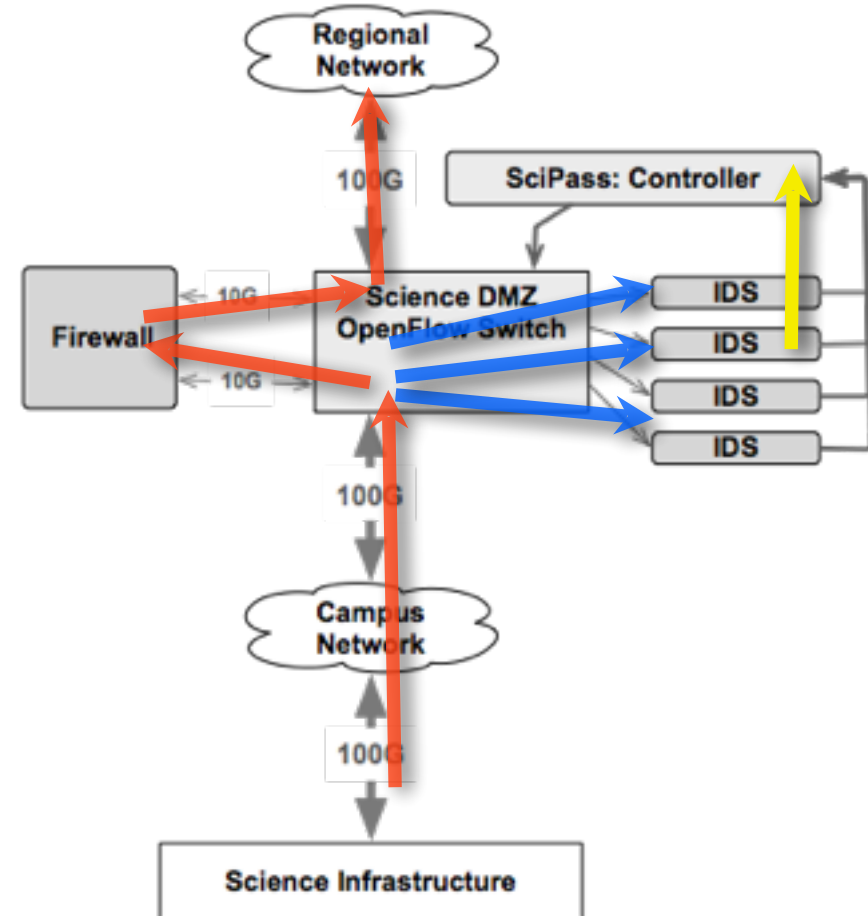 Regional
Network
100G
SciPass: Controller
10G
Science DMZ
OpenFlow Switch
Firewall
10G
IDS
IDS
IDS
IDS
100G
Campus
Network
100G
Science Infrastructure